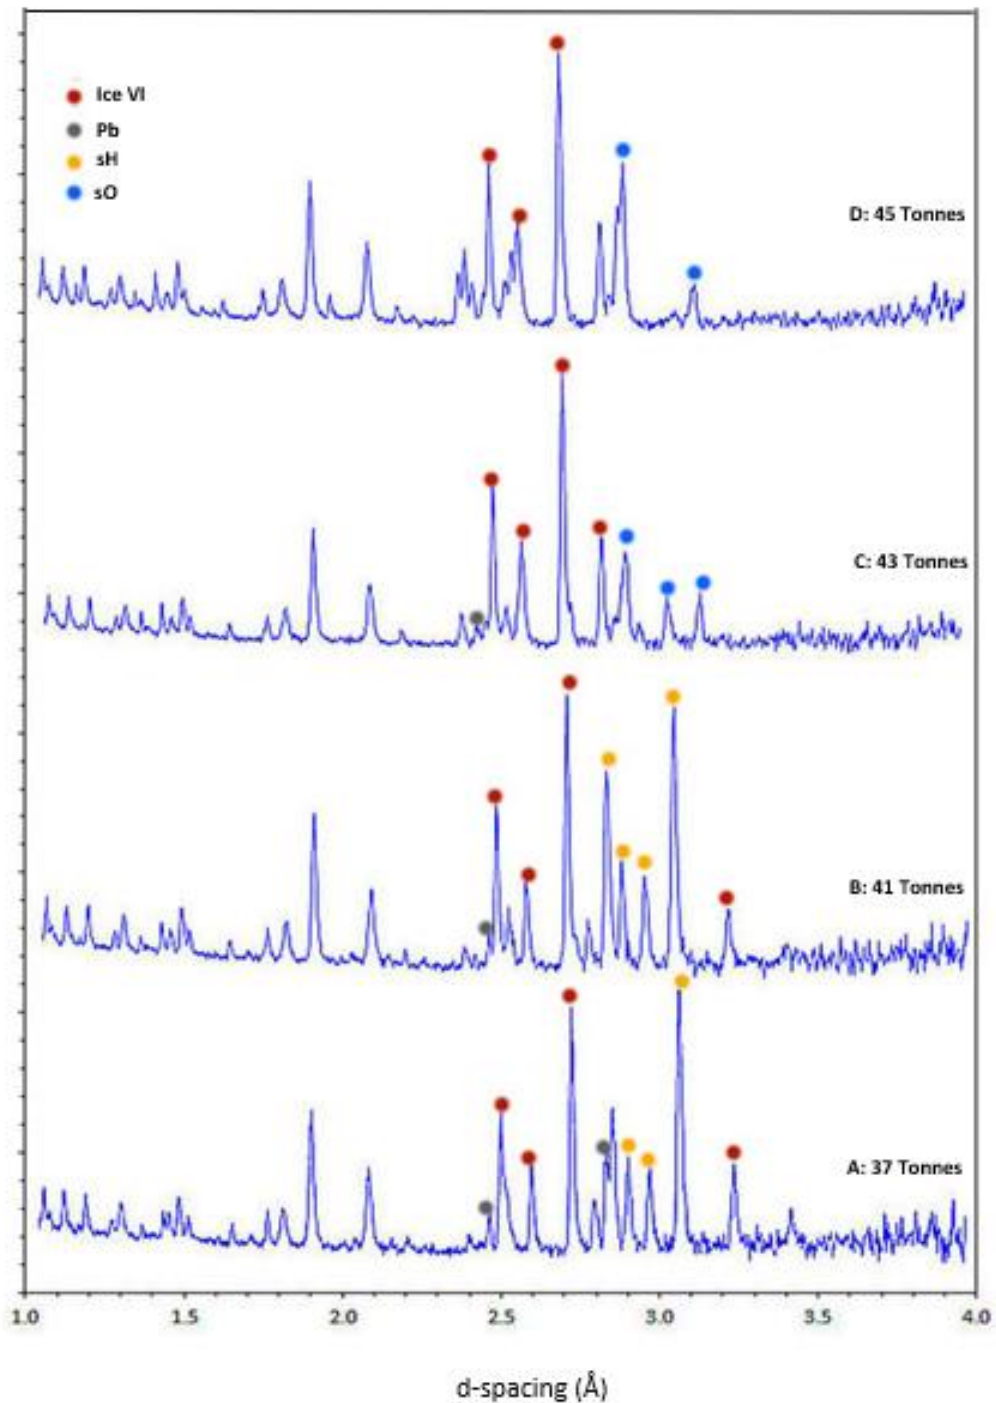 Ice VI
Pb
sH
sO
D: 45 Tonnes
C: 43 Tonnes
B: 41 Tonnes
A: 37 Tonnes
1.0 1.5 2.0 2.5 3.0 3.5 4.0
d-spacing (Å)